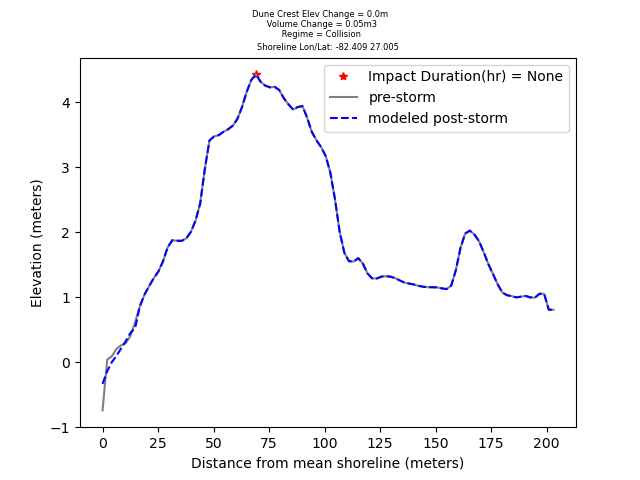 Dune Crest Elev Change = 0.0m
Volume Change = 0.05m3
Regime = Collision
Shoreline Lon/Lat: -82.409 27.005
Impact Duration(hr) = None
pre-storm
modeled post-storm
Elevation (meters)
4
3
2
1
0
−1
0 25 50 75 100 125 150 175 200
Distance from mean shoreline (meters)